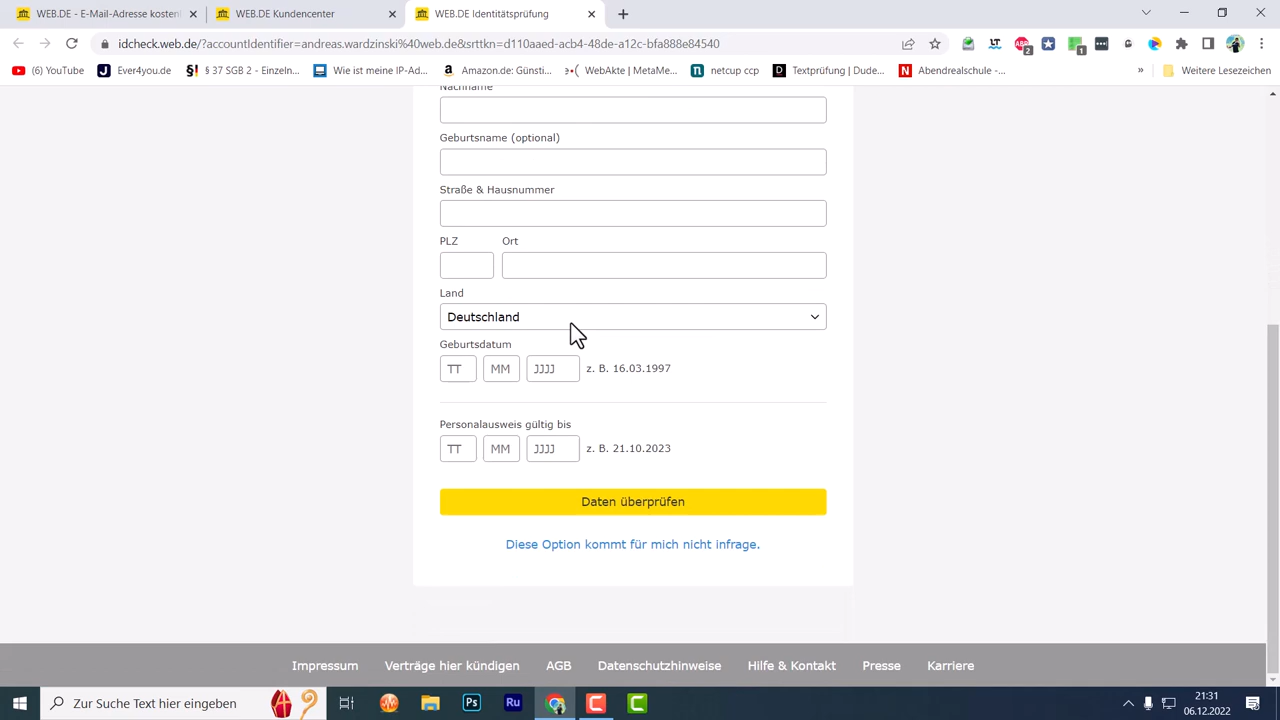 WEB.DE - E-Mail-Adresse kostenl
WEB.DE Kundencenter
WEB.DE Identitätsprüfung
idcheck.web.de/?accountIdentifier=andreas.wardzinski%40web.de&srttkn=d110aaed-acb4-48de-a12c-bfa888e84540
2
1
(6) YouTube
Ever4you.de
§ 37 SGB 2 - Einzeln...
Wie ist meine IP-Ad...
Amazon.de: Günsti...
WebAkte | MetaMe...
netcup ccp
Textprüfung | Dude...
Abendrealschule -...
»
Weitere Lesezeichen
Nachname
Geburtsname (optional)
Straße & Hausnummer
PLZ
Ort
Land
Deutschland
Geburtsdatum
TT MM JJJJ z. B. 16.03.1997
Personalausweis gültig bis
TT MM JJJJ z. B. 21.10.2023
Daten überprüfen
Diese Option kommt für mich nicht infrage.
Impressum
Verträge hier kündigen
AGB
Datenschutzhinweise
Hilfe & Kontakt
Presse
Karriere
Zur Suche Text hier eingeben
Ps
Ru
21:31
06.12.2022